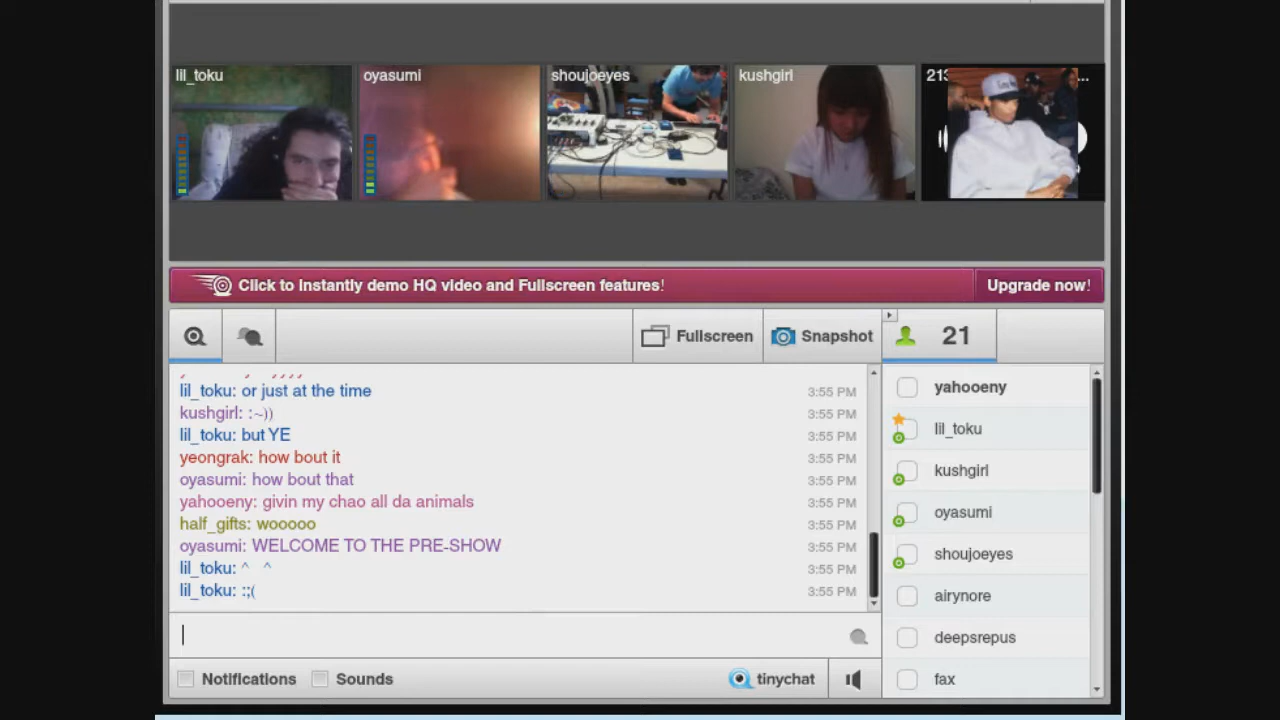 lil_toku
oyasumi
shoujoeyes
kushgirl
213 ...
Click to instantly demo HQ video and Fullscreen features!
Upgrade now!
Fullscreen
Snapshot
21
lil_toku: or just at the time 3:55 PM
kushgirl: :~)) 3:55 PM
lil_toku: but YE 3:55 PM
yeongrak: how bout it 3:55 PM
oyasumi: how bout that 3:55 PM
yahooeny: givin my chao all da animals 3:55 PM
half_gifts: wooooo 3:55 PM
oyasumi: WELCOME TO THE PRE-SHOW 3:55 PM
lil_toku: ^ ^ 3:55 PM
lil_toku: :;( 3:55 PM
yahooeny
lil_toku
kushgirl
oyasumi
shoujoeyes
airynore
deepsrepus
fax
Notifications
Sounds
tinychat